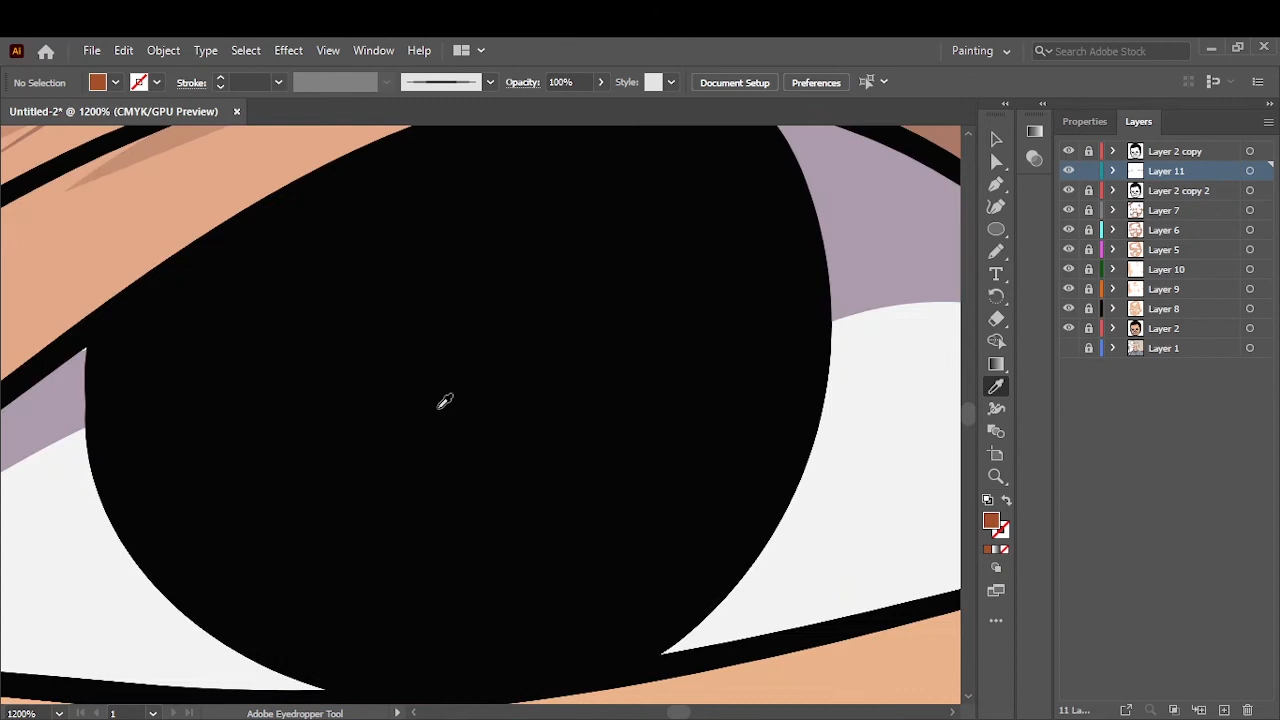 Ai File Edit Object Type Select Effect View Window Help Painting Search Adobe Stock
No Selection Stroke: Opacity: 100% Style: Document Setup Preferences
Untitled-2* @ 1200% (CMYK/GPU Preview) × Properties Layers
Layer 2 copy
Layer 11
Layer 2 copy 2
Layer 7
Layer 6
Layer 5
Layer 10
Layer 9
Layer 8
Layer 2
Layer 1
1200% 1 Adobe Eyedropper Tool 11 La...